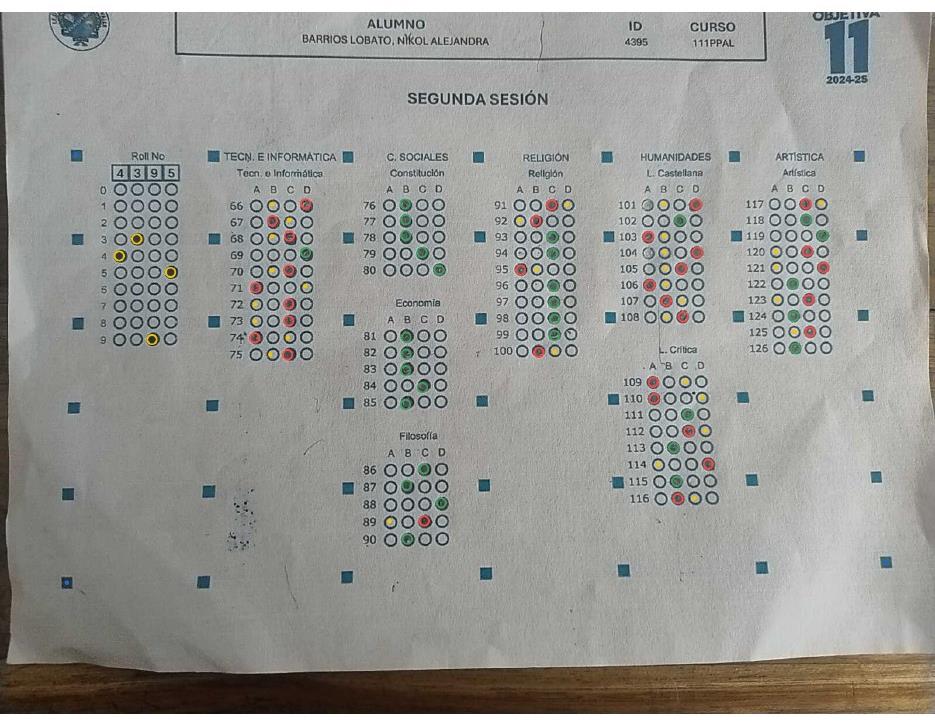 OBJETIVA
11
2024-25
ALUMNO
BARRIOS LOBATO, NIKOL ALEJANDRA
ID
4395
CURSO
111PPAL
SEGUNDA SESIÓN
Roll No
4 3 9 5
0
1
2
3
4
5
5
7
8
9
TECN. E INFORMÁTICA
Tecn. e Informática
A B C D
66
67
68
69
70
71
72
73
74
75
C. SOCIALES
Constitución
A B C D
76
77
78
79
80
Economía
A B C D
81
82
83
84
85
Filosofía
A B C D
86
87
88
89
90
RELIGIÓN
Religión
A B C D
91
92
93
94
95
96
97
98
99
100
HUMANIDADES
L. Castellana
A B C D
101
102
103
104
105
106
107
108
L. Crítica
A B C D
109
110
111
112
113
114
115
116
ARTÍSTICA
Artística
A B C D
117
118
119
120
121
122
123
124
125
126